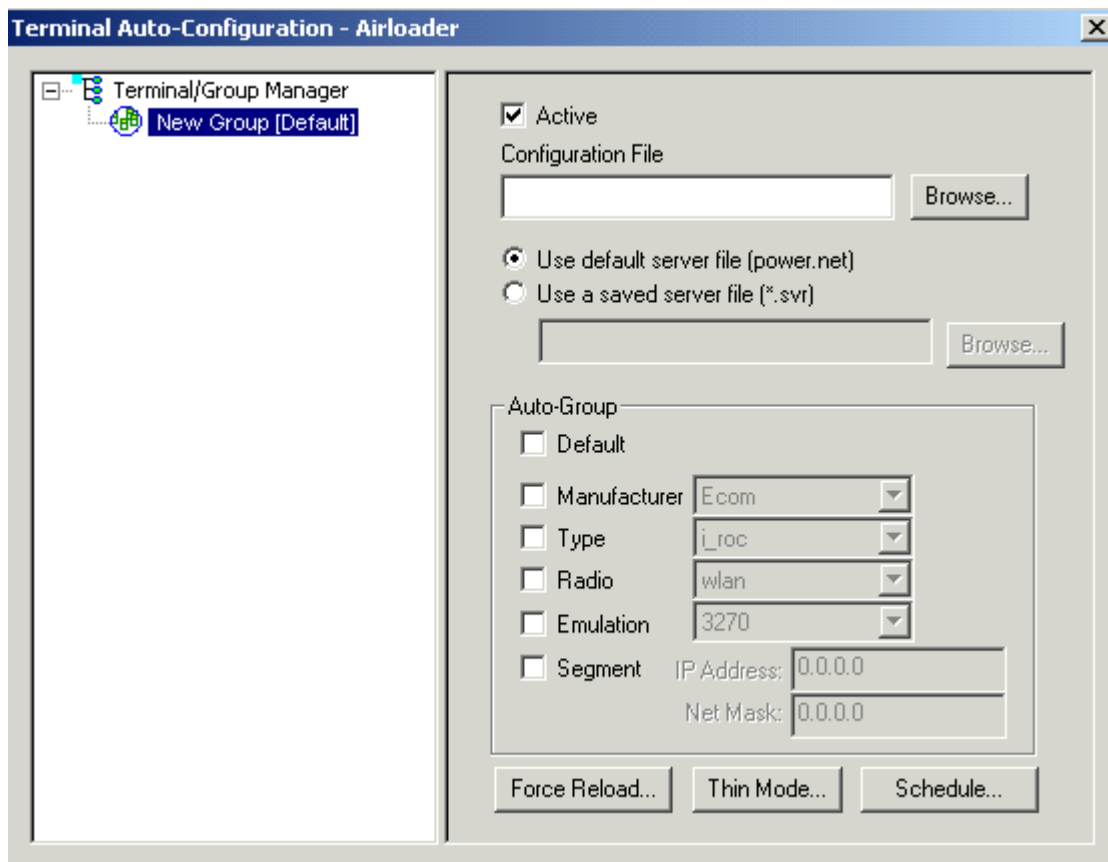 Terminal Auto-Configuration - Airloader
Terminal/Group Manager
New Group [Default]
Active
Configuration File
Browse...
Use default server file (power.net)
Use a saved server file (*.svr)
Browse...
Auto-Group
Default
Manufacturer Ecom
Type i_roc
Radio wlan
Emulation 3270
Segment IP Address: 0.0.0.0
Net Mask: 0.0.0.0
Force Reload... Thin Mode... Schedule...